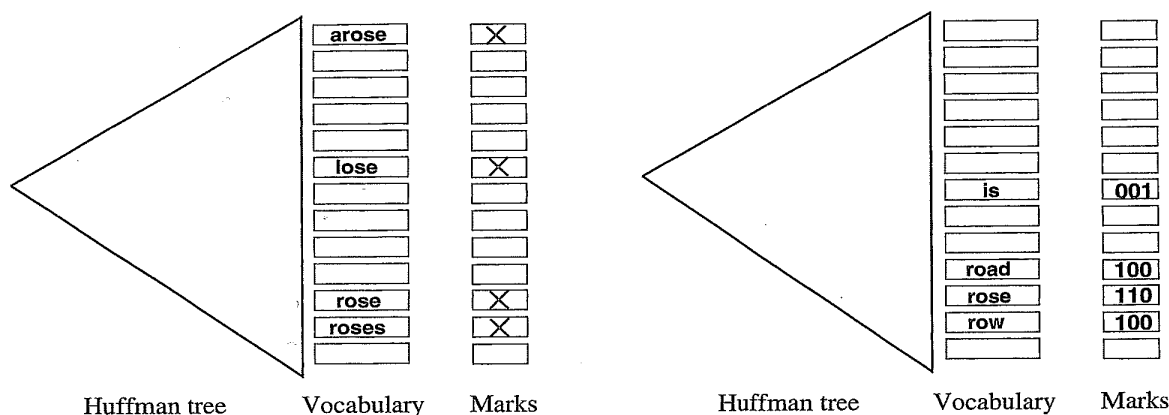 arose
lose
rose
roses
Huffman tree Vocabulary Marks
is 001
road 100
rose 110
row 100
Huffman tree Vocabulary Marks